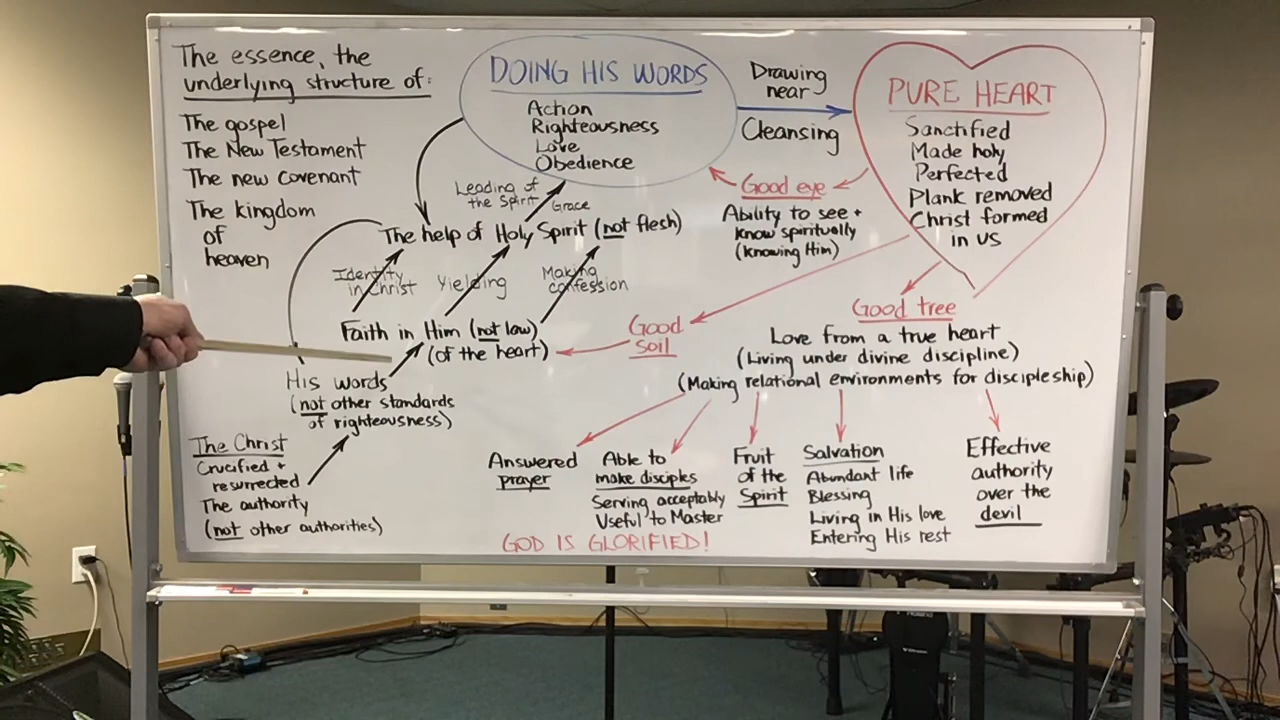 The essence, the
underlying structure of:
The gospel
The New Testament
The new covenant
The kingdom
of
heaven
DOING HIS WORDS
Action
Righteousness
Love
Obedience
Drawing
near
Cleansing
PURE HEART
Sanctified
Made holy
Perfected
Plank removed
Christ formed
in us
Good eye
Ability to see +
know spiritually
(knowing Him)
Leading of
the Spirit
Grace
The help of Holy Spirit (not flesh)
Identity
in Christ
Yielding
Making
confession
Faith in Him (not law)
(of the heart)
Good
soil
His words
(not other standards
of righteousness)
The Christ
Crucified +
resurrected
The authority
(not other authorities)
Good tree
Love from a true heart
(Living under divine discipline)
(Making relational environments for discipleship)
Answered
prayer
Able to
make disciples
Serving acceptably
Useful to Master
Fruit
of the
Spirit
Salvation
Abundant life
Blessing
Living in His love
Entering His rest
Effective
authority
over the
devil
GOD IS GLORIFIED!
Roland